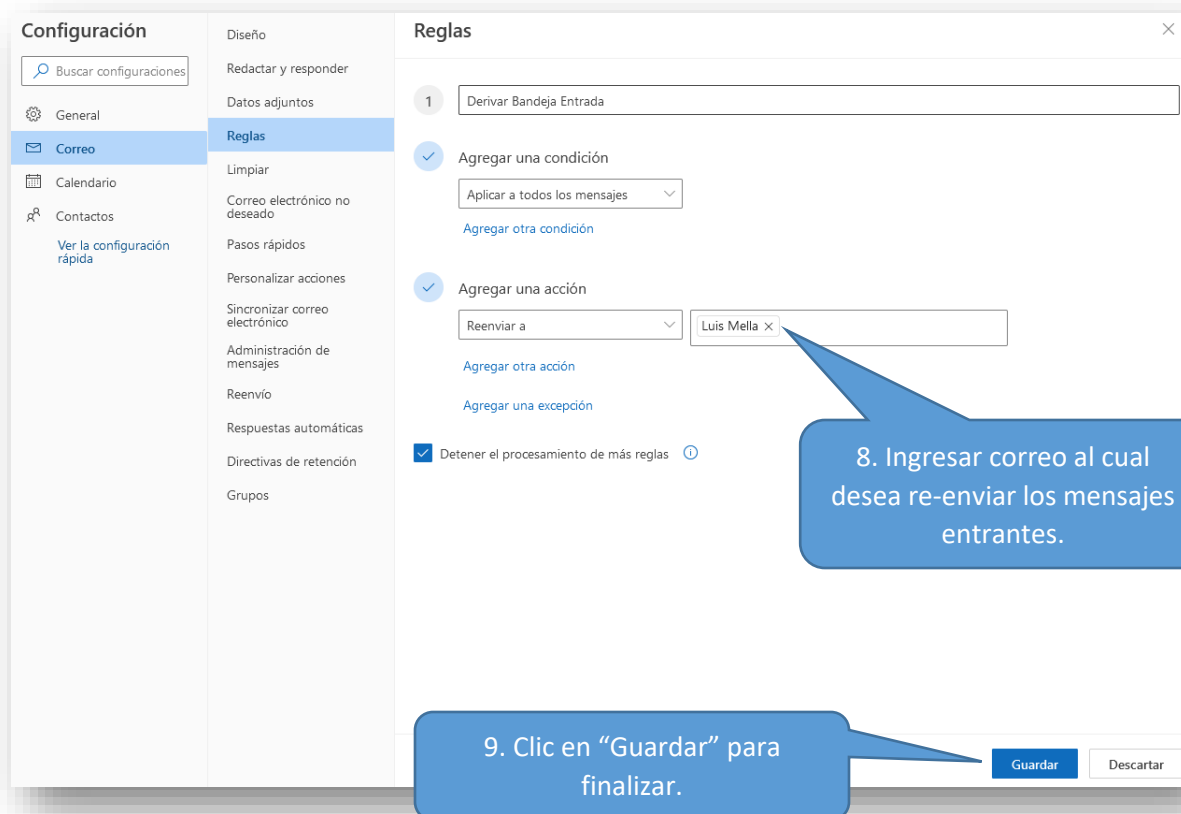 Configuración
Buscar configuraciones
General
Correo
Calendario
Contactos
Ver la configuración
rápida
Diseño
Redactar y responder
Datos adjuntos
Reglas
Limpiar
Correo electrónico no
deseado
Pasos rápidos
Personalizar acciones
Sincronizar correo
electrónico
Administración de
mensajes
Reenvío
Respuestas automáticas
Directivas de retención
Grupos
Reglas
1 Derivar Bandeja Entrada
Agregar una condición
Aplicar a todos los mensajes
Agregar otra condición
Agregar una acción
Reenviar a Luis Mella
Agregar otra acción
Agregar una excepción
Detener el procesamiento de más reglas
8. Ingresar correo al cual
desea re-enviar los mensajes
entrantes.
9. Clic en “Guardar” para
finalizar.
Guardar Descartar